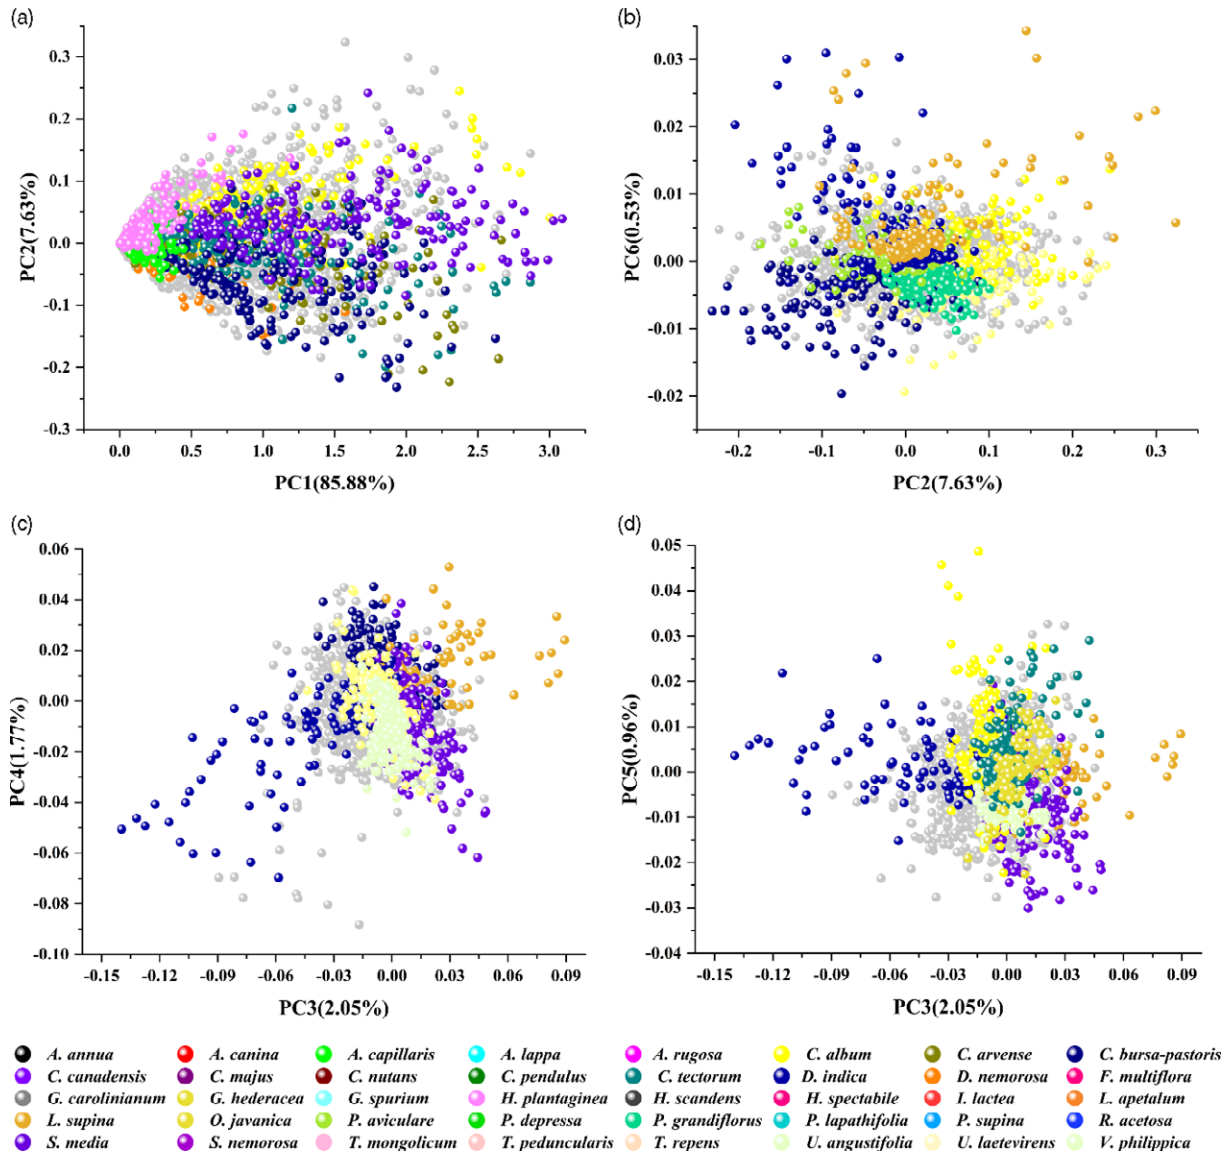 (a)
0.3
0.2
0.1
0.0
-0.1
-0.2
-0.3
PC2(7.63%)
0.0 0.5 1.0 1.5 2.0 2.5 3.0
PC1(85.88%)
(b)
0.03
0.02
0.01
0.00
-0.01
-0.02
PC6(0.53%)
-0.2 -0.1 0.0 0.1 0.2 0.3
PC2(7.63%)
(c)
0.06
0.04
0.02
0.00
-0.02
-0.04
-0.06
-0.10
PC4(1.77%)
-0.15 -0.12 -0.09 -0.06 -0.03 0.00 0.03 0.06 0.09
PC3(2.05%)
(d)
0.05
0.04
0.03
0.02
0.01
0.00
-0.01
-0.02
-0.03
-0.04
PC5(0.96%)
-0.15 -0.12 -0.09 -0.06 -0.03 0.00 0.03 0.06 0.09
PC3(2.05%)
A. annua A. canina A. capillaris A. lappa A. rugosa C. album C. arvense C. bursa-pastoris
C. canadensis C. majus C. nutans C. pendulus C. tectorum D. indica D. nemorosa F. multiflora
G. carolinianum G. hederacea G. spurium H. plantaginea H. scandens H. spectabile I. lactea L. apetalum
L. supina O. javanica P. aviculare P. depressa P. grandiflorus P. lapathifolia P. supina R. acetosa
S. media S. nemorosa T. mongolicum T. peduncularis T. repens U. angustifolia U. laetevirens V. philippica